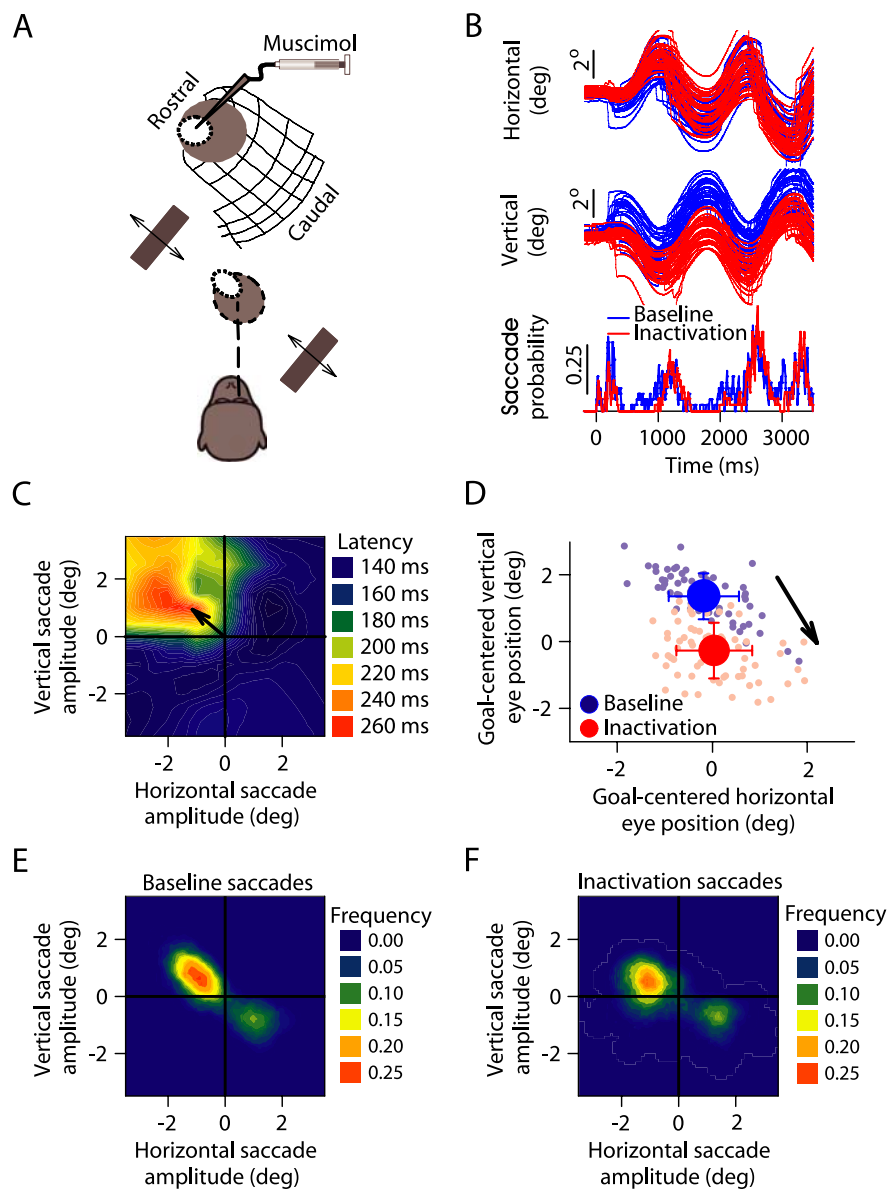 A
Muscimol
Rostral
Caudal
B
Horizontal
(deg)
2°
Vertical
(deg)
2°
Baseline
Inactivation
Saccade
probability
0.25
0 1000 2000 3000
Time (ms)
C
Vertical saccade
amplitude (deg)
2
0
-2
-2 0 2
Horizontal saccade
amplitude (deg)
Latency
140 ms
160 ms
180 ms
200 ms
220 ms
240 ms
260 ms
D
Goal-centered vertical
eye position (deg)
2
0
-2
Baseline
Inactivation
-2 0 2
Goal-centered horizontal
eye position (deg)
E
Baseline saccades
Vertical saccade
amplitude (deg)
2
0
-2
-2 0 2
Horizontal saccade
amplitude (deg)
Frequency
0.00
0.05
0.10
0.15
0.20
0.25
F
Inactivation saccades
Vertical saccade
amplitude (deg)
2
0
-2
-2 0 2
Horizontal saccade
amplitude (deg)
Frequency
0.00
0.05
0.10
0.15
0.20
0.25